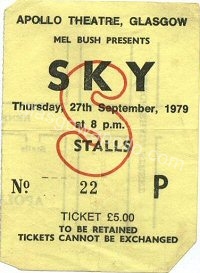 APOLLO THEATRE, GLASGOW
MEL BUSH PRESENTS
SKY
Thursday, 27th September, 1979
at 8 p.m.
STALLS
S
No 22 P
TICKET £5.00
TO BE RETAINED
TICKETS CANNOT BE EXCHANGED